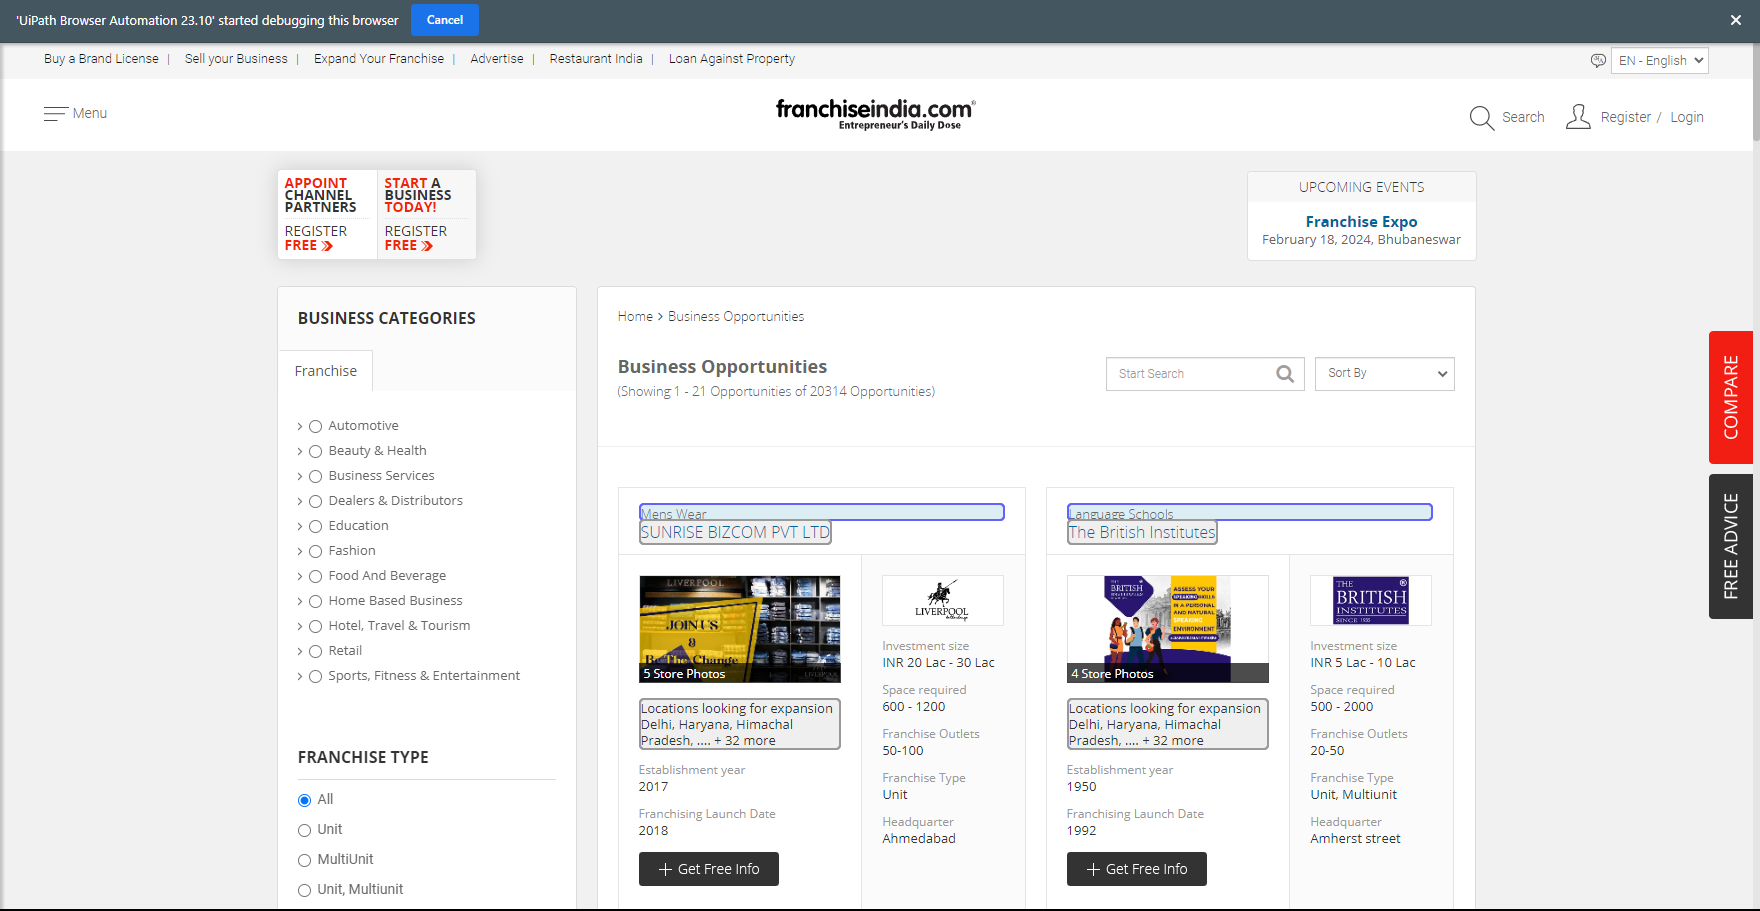 'UiPath Browser Automation 23.10' started debugging this browser
Cancel
Buy a Brand License | Sell your Business | Expand Your Franchise | Advertise | Restaurant India | Loan Against Property
EN - English
Menu
franchiseindia.com
Entrepreneur's Daily Dose
Search
Register / Login
APPOINT
CHANNEL
PARTNERS
REGISTER
FREE
START A
BUSINESS
TODAY!
REGISTER
FREE
UPCOMING EVENTS
Franchise Expo
February 18, 2024, Bhubaneswar
BUSINESS CATEGORIES
Franchise
Automotive
Beauty & Health
Business Services
Dealers & Distributors
Education
Fashion
Food And Beverage
Home Based Business
Hotel, Travel & Tourism
Retail
Sports, Fitness & Entertainment
FRANCHISE TYPE
All
Unit
MultiUnit
Unit, Multiunit
Home > Business Opportunities
Business Opportunities
(Showing 1 - 21 Opportunities of 20314 Opportunities)
Start Search
Sort By
Mens Wear
SUNRISE BIZCOM PVT LTD
LIVERPOOL
JOIN US
&
Be The Change
5 Store Photos
Locations looking for expansion
Delhi, Haryana, Himachal
Pradesh, .... + 32 more
Establishment year
2017
Franchising Launch Date
2018
Get Free Info
LIVERPOOL
Investment size
INR 20 Lac - 30 Lac
Space required
600 - 1200
Franchise Outlets
50-100
Franchise Type
Unit
Headquarter
Ahmedabad
Language Schools
The British Institutes
THE
BRITISH
INSTITUTES
ASSESS YOUR
SPEAKING SKILLS
IN A PERSONAL
AND NATURAL
SPEAKING
ENVIRONMENT
4 Store Photos
Locations looking for expansion
Delhi, Haryana, Himachal
Pradesh, .... + 32 more
Establishment year
1950
Franchising Launch Date
1992
Get Free Info
THE
BRITISH
INSTITUTES
SINCE 1935
Investment size
INR 5 Lac - 10 Lac
Space required
500 - 2000
Franchise Outlets
20-50
Franchise Type
Unit, Multiunit
Headquarter
Amherst street
COMPARE
FREE ADVICE